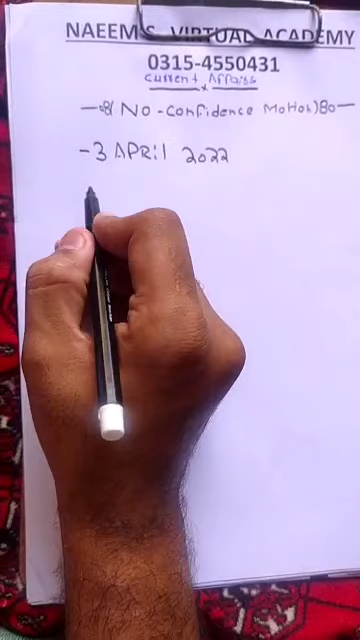 NAEEM'S VIRTUAL ACADEMY
0315-4550431
Current Affairs
No-Confidence Motion
-3 APRil 2022